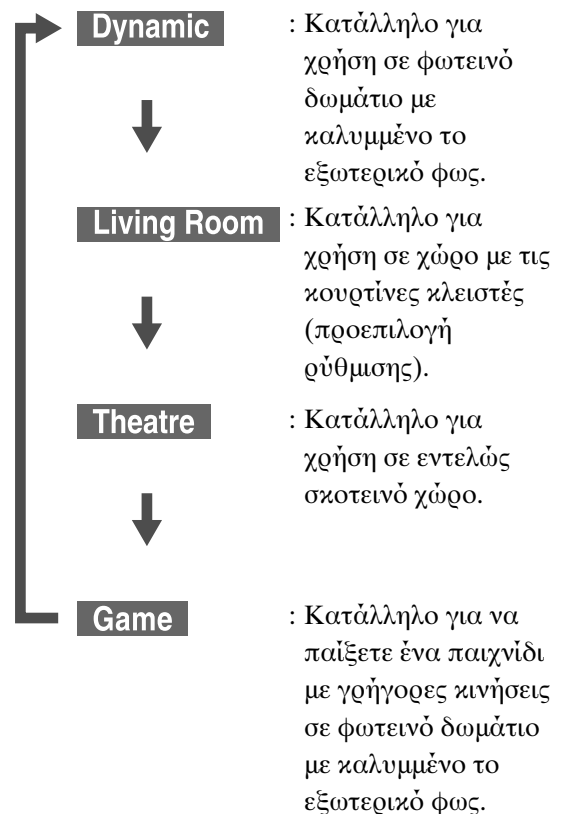 Dynamic : Κατάλληλο για
χρήση σε φωτεινό
δωμάτιο με
καλυμμένο το
εξωτερικό φως.
Living Room : Κατάλληλο για
χρήση σε χώρο με τις
κουρτίνες κλειστές
(προεπιλογή
ρύθμισης).
Theatre : Κατάλληλο για
χρήση σε εντελώς
σκοτεινό χώρο.
Game : Κατάλληλο για να
παίξετε ένα παιχνίδι
με γρήγορες κινήσεις
σε φωτεινό δωμάτιο
με καλυμμένο το
εξωτερικό φως.